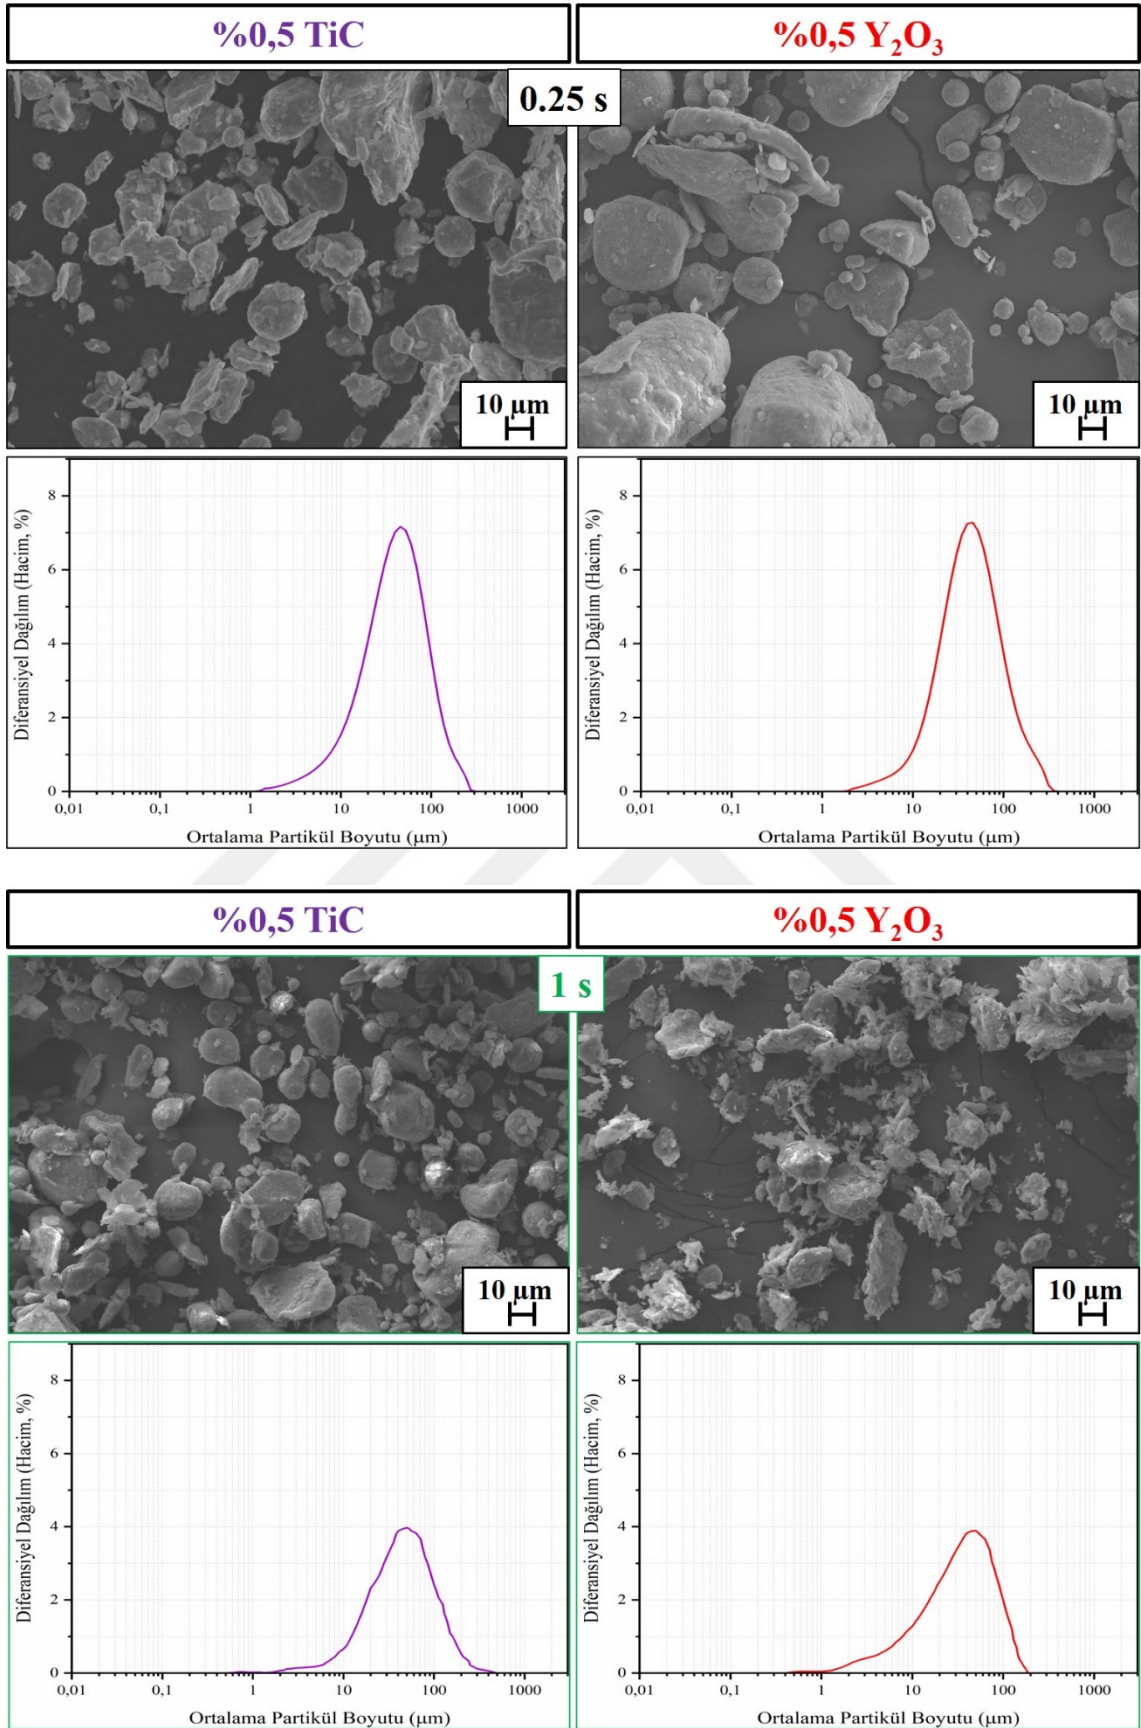 %0,5 TiC
%0,5 Y₂O₃
0.25 s
10 µm
10 µm
Diferansiyel Dağılım (Hacim, %)
8
6
4
2
0
0,01 0,1 1 10 100 1000
Ortalama Partikül Boyutu (µm)
Diferansiyel Dağılım (Hacim, %)
8
6
4
2
0
0,01 0,1 1 10 100 1000
Ortalama Partikül Boyutu (µm)
%0,5 TiC
%0,5 Y₂O₃
1 s
10 µm
10 µm
Diferansiyel Dağılım (Hacim, %)
8
6
4
2
0
0,01 0,1 1 10 100 1000
Ortalama Partikül Boyutu (µm)
Diferansiyel Dağılım (Hacim, %)
8
6
4
2
0
0,01 0,1 1 10 100 1000
Ortalama Partikül Boyutu (µm)